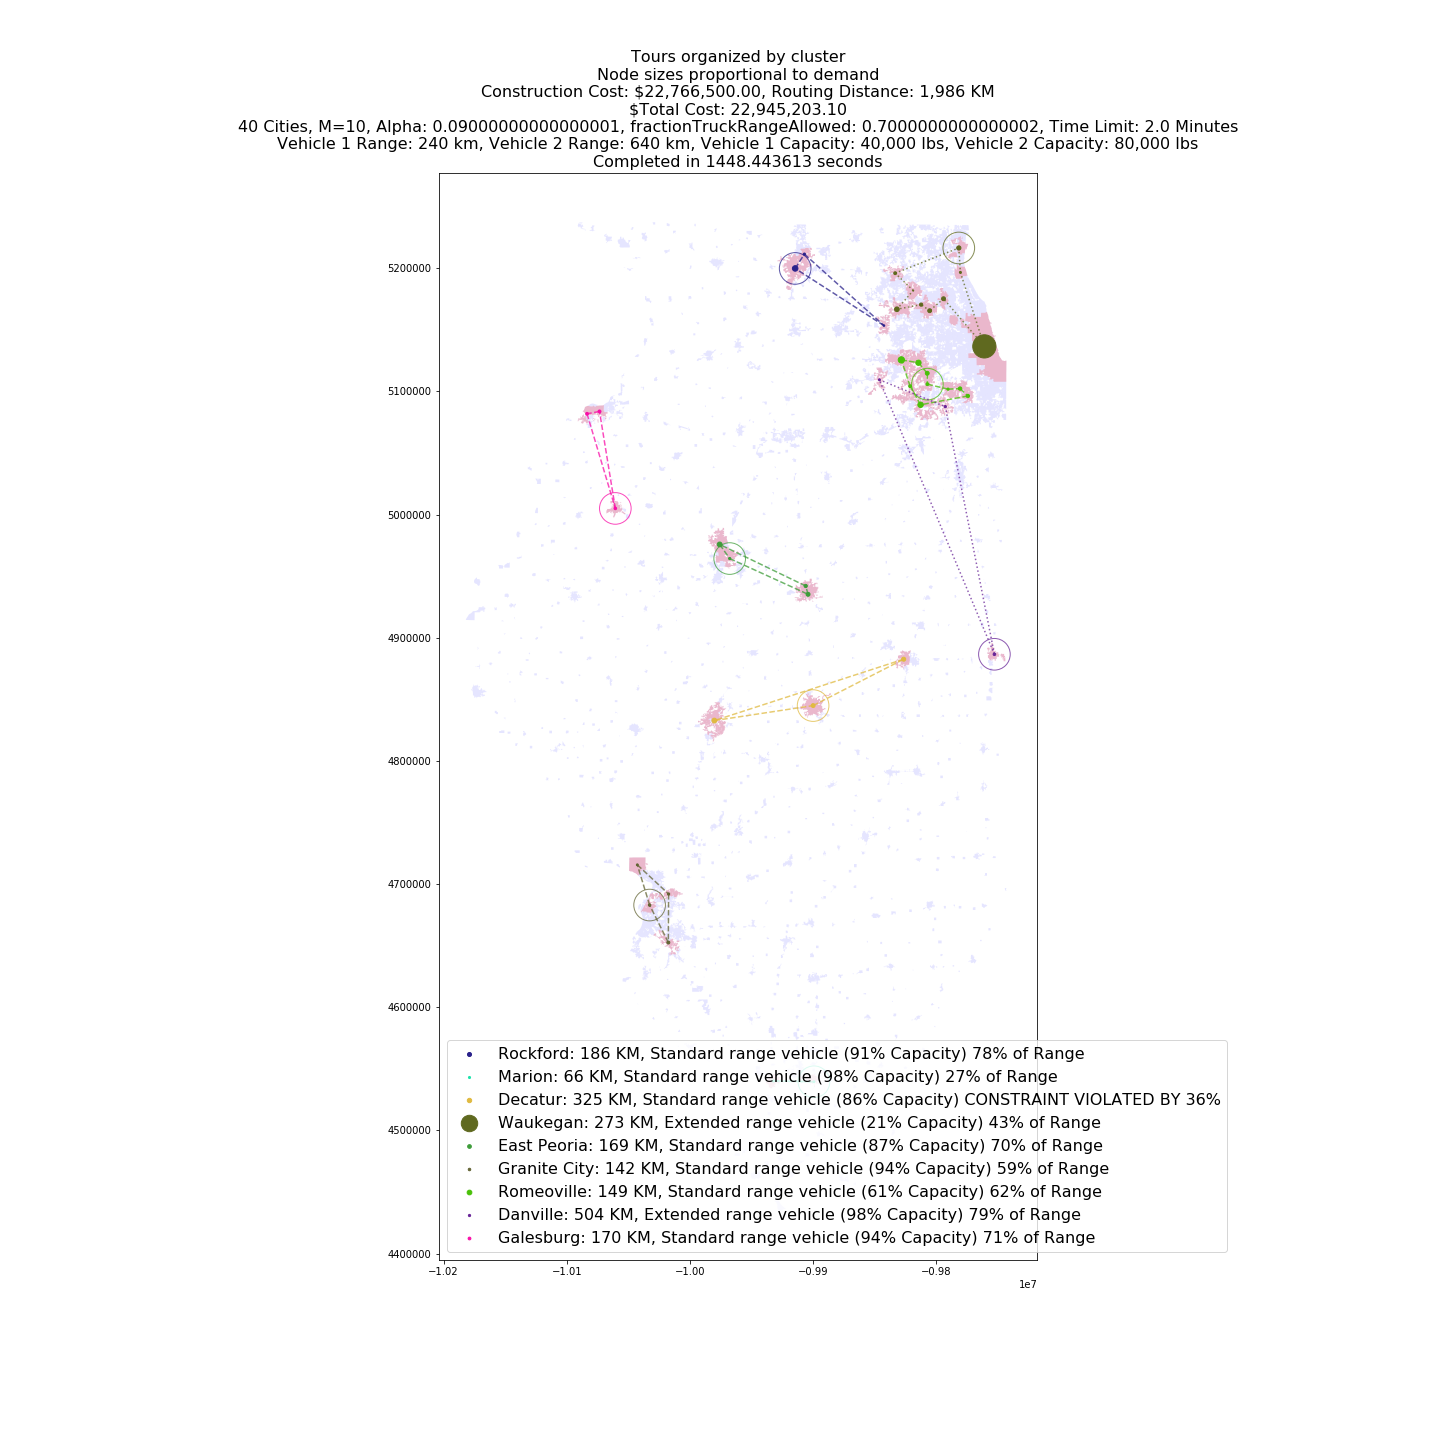 Tours organized by cluster
Node sizes proportional to demand
Construction Cost: $22,766,500.00, Routing Distance: 1,986 KM
$Total Cost: 22,945,203.10
40 Cities, M=10, Alpha: 0.09000000000000001, fractionTruckRangeAllowed: 0.7000000000000002, Time Limit: 2.0 Minutes
Vehicle 1 Range: 240 km, Vehicle 2 Range: 640 km, Vehicle 1 Capacity: 40,000 lbs, Vehicle 2 Capacity: 80,000 lbs
Completed in 1448.443613 seconds
5200000
5100000
5000000
4900000
4800000
4700000
4600000
4500000
4400000
Rockford: 186 KM, Standard range vehicle (91% Capacity) 78% of Range
Marion: 66 KM, Standard range vehicle (98% Capacity) 27% of Range
Decatur: 325 KM, Standard range vehicle (86% Capacity) CONSTRAINT VIOLATED BY 36%
Waukegan: 273 KM, Extended range vehicle (21% Capacity) 43% of Range
East Peoria: 169 KM, Standard range vehicle (87% Capacity) 70% of Range
Granite City: 142 KM, Standard range vehicle (94% Capacity) 59% of Range
Romeoville: 149 KM, Standard range vehicle (61% Capacity) 62% of Range
Danville: 504 KM, Extended range vehicle (98% Capacity) 79% of Range
Galesburg: 170 KM, Standard range vehicle (94% Capacity) 71% of Range
−1.02 −1.01 −1.00 −0.99 −0.98
1e7